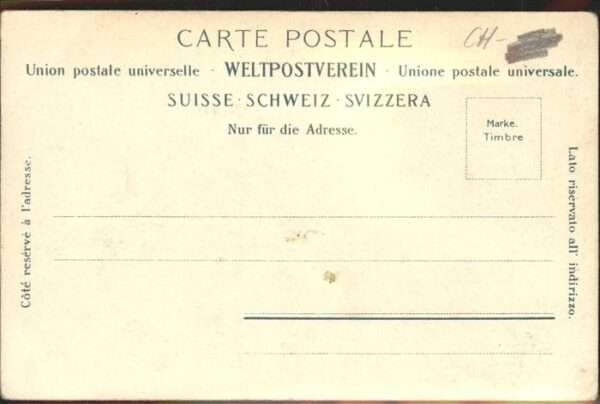 CH-
CARTE POSTALE
Union postale universelle · WELTPOSTVEREIN · Unione postale universale.
SUISSE · SCHWEIZ · SVIZZERA
Nur für die Adresse.
Marke.
Timbre
Côté resérvé à l'adresse.
Lato riservato all' indirizzo.